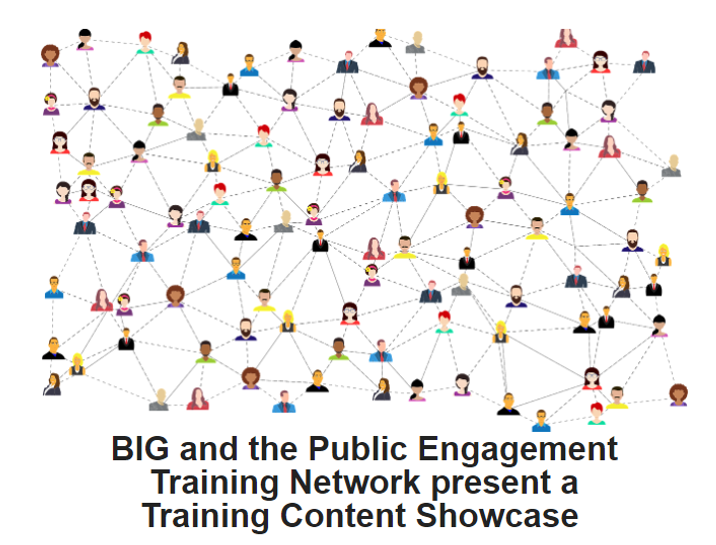 BIG and the Public Engagement
Training Network present a
Training Content Showcase